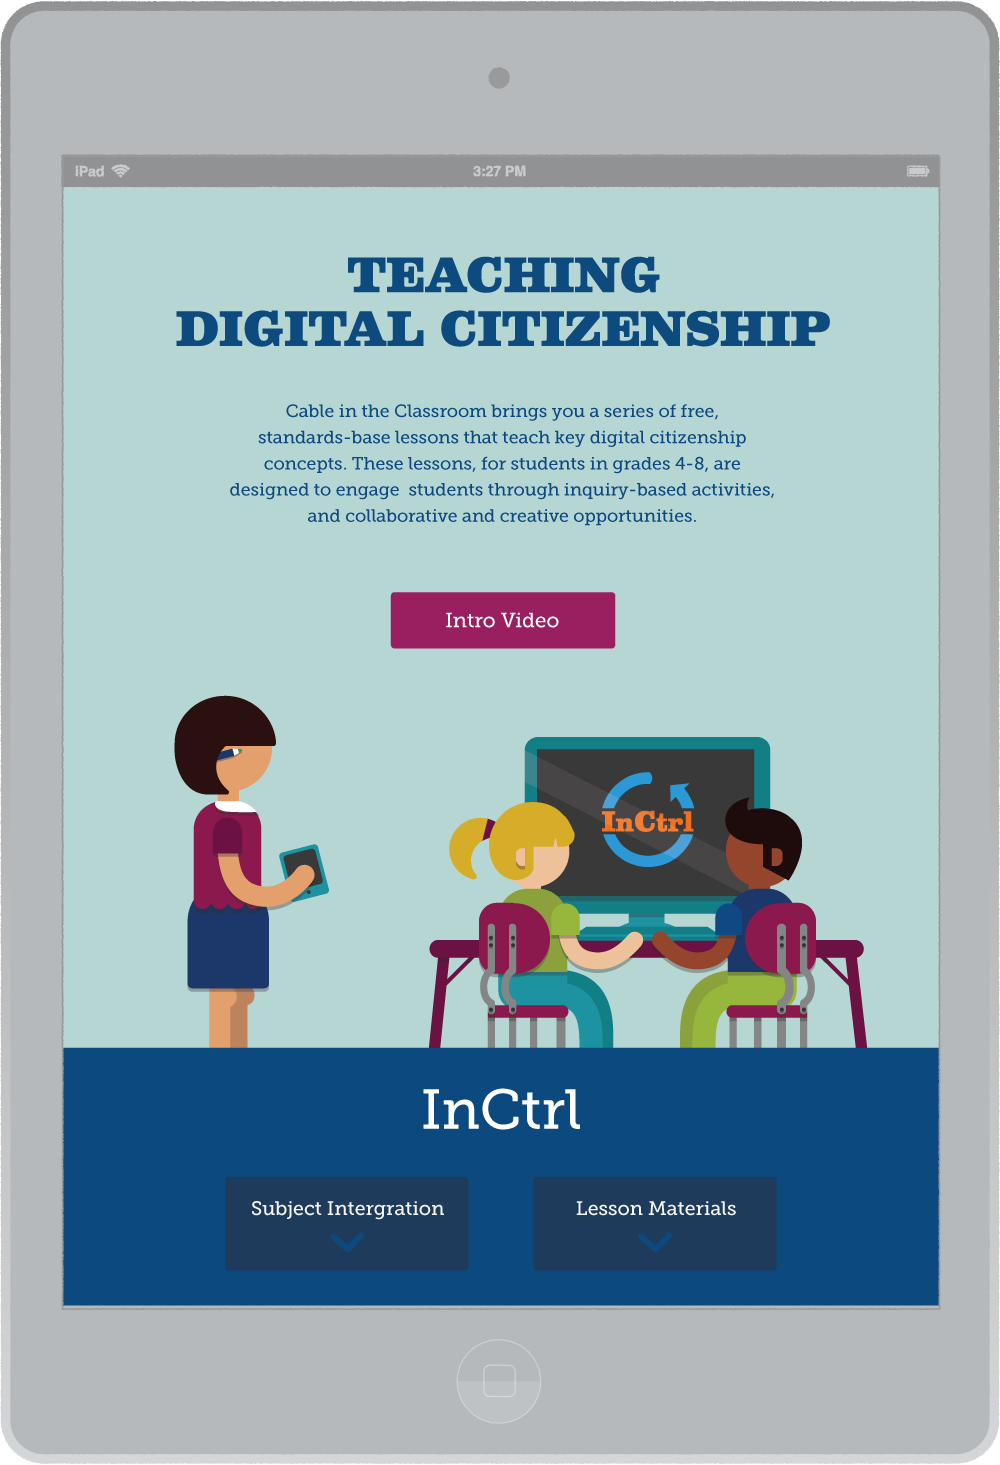 iPad
3:27 PM
TEACHING
DIGITAL CITIZENSHIP
Cable in the Classroom brings you a series of free,
standards-base lessons that teach key digital citizenship
concepts. These lessons, for students in grades 4-8, are
designed to engage  students through inquiry-based activities,
and collaborative and creative opportunities.
Intro Video
InCtrl
InCtrl
Subject Intergration
Lesson Materials